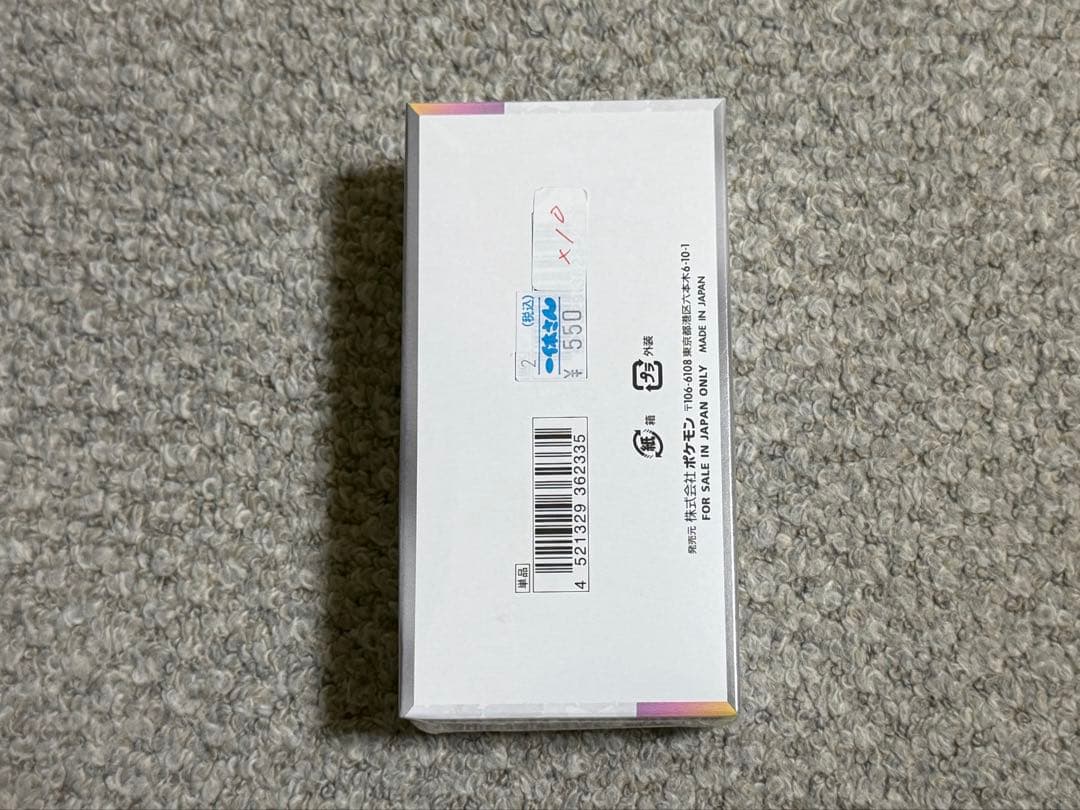 ×10
2
(税込)
一休さん
¥550
単品
4 521329 362335
紙 箱
プラ 外装
発売元 株式会社ポケモン 〒106-6108 東京都港区六本木6-10-1
FOR SALE IN JAPAN ONLY MADE IN JAPAN